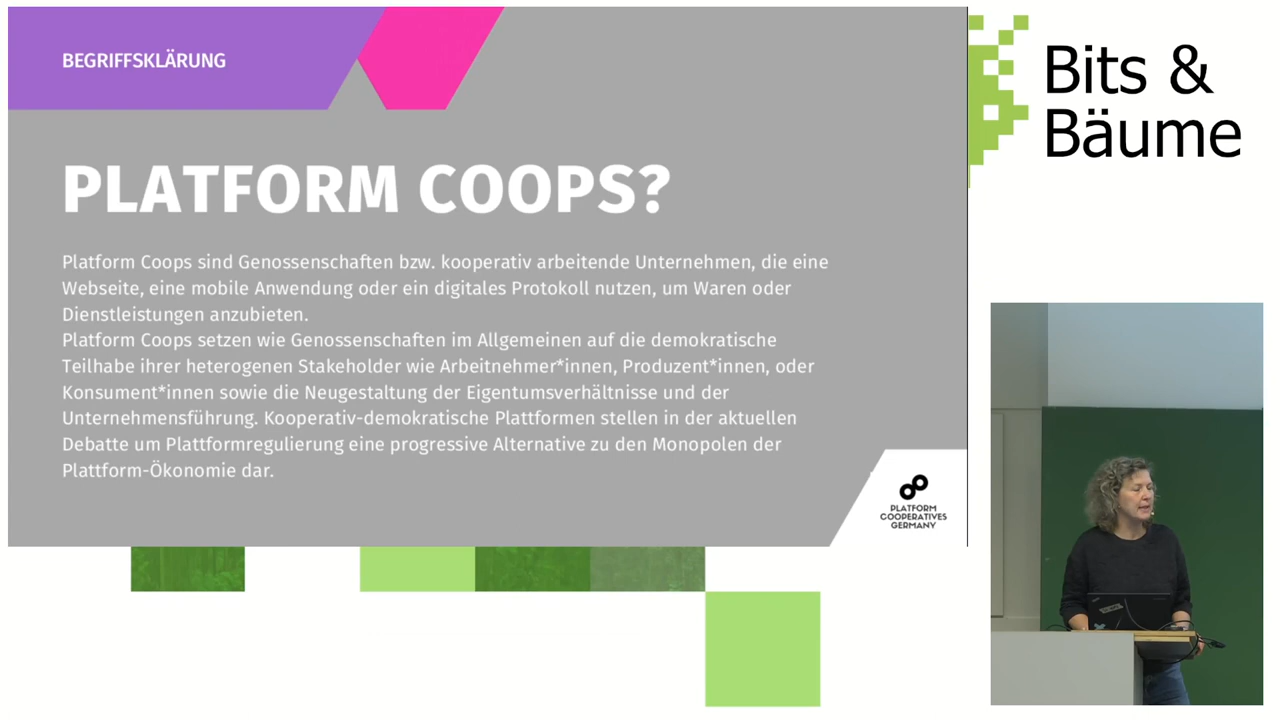 BEGRIFFSKLÄRUNG
PLATFORM COOPS?
Platform Coops sind Genossenschaften bzw. kooperativ arbeitende Unternehmen, die eine
Webseite, eine mobile Anwendung oder ein digitales Protokoll nutzen, um Waren oder
Dienstleistungen anzubieten.
Platform Coops setzen wie Genossenschaften im Allgemeinen auf die demokratische
Teilhabe ihrer heterogenen Stakeholder wie Arbeitnehmer*innen, Produzent*innen, oder
Konsument*innen sowie die Neugestaltung der Eigentumsverhältnisse und der
Unternehmensführung. Kooperativ-demokratische Plattformen stellen in der aktuellen
Debatte um Plattformregulierung eine progressive Alternative zu den Monopolen der
Plattform-Ökonomie dar.
PLATFORM
COOPERATIVES
GERMANY
Bits &
Bäume